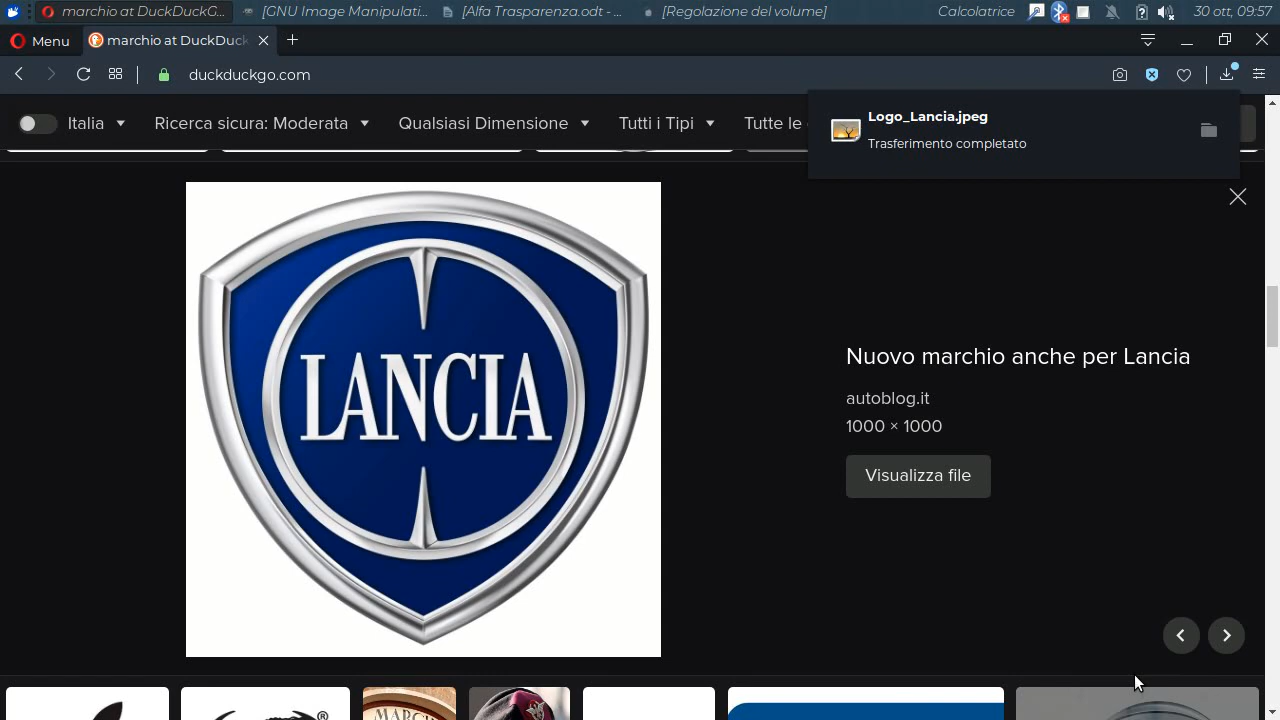 marchio at DuckDuckG... [GNU Image Manipulati... [Alfa Trasparenza.odt - ... [Regolazione del volume] Calcolatrice 30 ott, 09:57
Menu marchio at DuckDuck
duckduckgo.com
Logo_Lancia.jpeg
Trasferimento completato
Italia Ricerca sicura: Moderata Qualsiasi Dimensione Tutti i Tipi Tutte le
LANCIA
Nuovo marchio anche per Lancia
autoblog.it
1000 × 1000
Visualizza file
MARCH